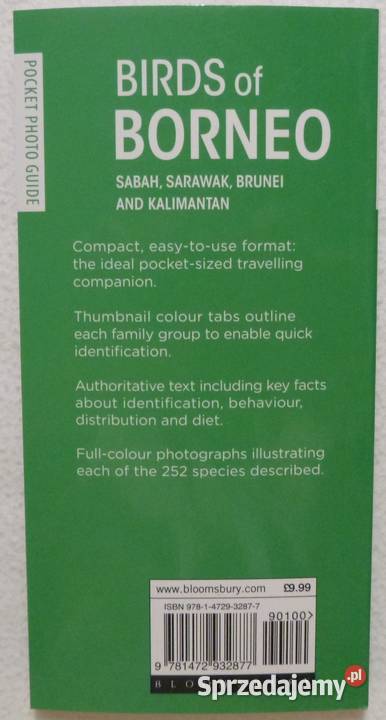 POCKET PHOTO GUIDE
BIRDS of
BORNEO
SABAH, SARAWAK, BRUNEI
AND KALIMANTAN
Compact, easy-to-use format:
the ideal pocket-sized travelling
companion.
Thumbnail colour tabs outline
each family group to enable quick
identification.
Authoritative text including key facts
about identification, behaviour,
distribution and diet.
Full-colour photographs illustrating
each of the 252 species described.
www.bloomsbury.com £9.99
ISBN 978-1-4729-3287-7
90100>
9 781472 932877
Sprzedajemy.pl